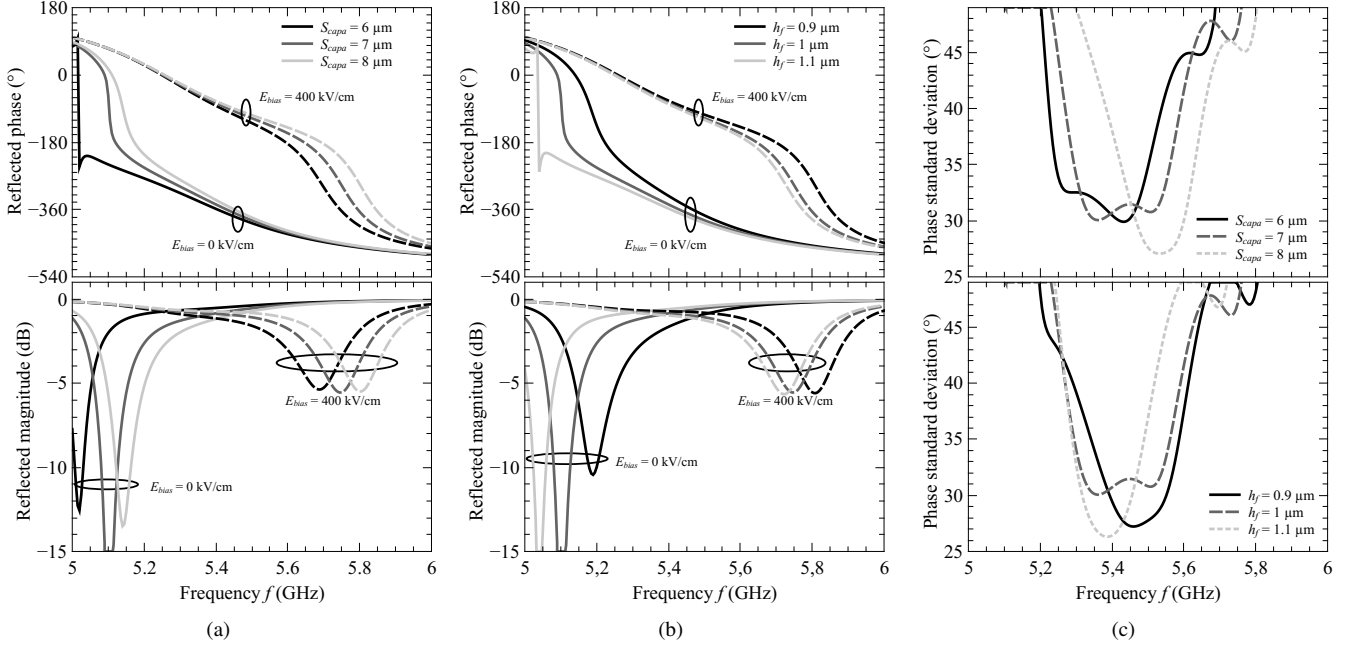 180
0
−180
−360
−540
Reflected phase (°)
S_capa = 6 µm
S_capa = 7 µm
S_capa = 8 µm
E_bias = 400 kV/cm
E_bias = 0 kV/cm
0
−5
−10
−15
Reflected magnitude (dB)
E_bias = 400 kV/cm
E_bias = 0 kV/cm
5
5.2
5.4
5.6
5.8
6
Frequency f (GHz)
(a)
180
0
−180
−360
−540
Reflected phase (°)
h_f = 0.9 µm
h_f = 1 µm
h_f = 1.1 µm
E_bias = 400 kV/cm
E_bias = 0 kV/cm
0
−5
−10
−15
Reflected magnitude (dB)
E_bias = 400 kV/cm
E_bias = 0 kV/cm
5
5,2
5,4
5,6
5,8
6
Frequency f (GHz)
(b)
45
40
35
30
25
Phase standard deviation (°)
S_capa = 6 µm
S_capa = 7 µm
S_capa = 8 µm
45
40
35
30
25
Phase standard deviation (°)
h_f = 0.9 µm
h_f = 1 µm
h_f = 1.1 µm
5
5,2
5,4
5,6
5,8
6
Frequency f (GHz)
(c)